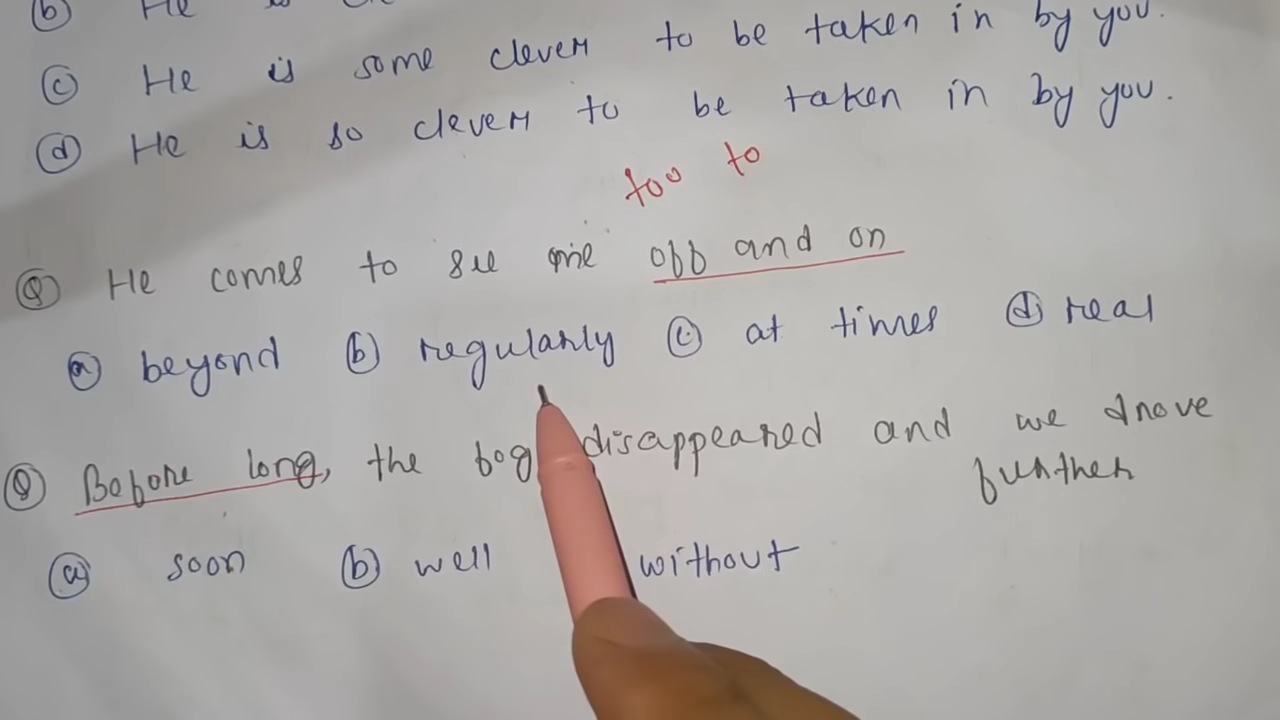 (b) He is
(c) He is some clever to be taken in by you.
(d) He is so clever to be taken in by you.
too to
(Q) He comes to see me off and on
(a) beyond (b) regularly (c) at times (d) real
(Q) Before long, the fog disappeared and we drove
further
(a) soon (b) well without